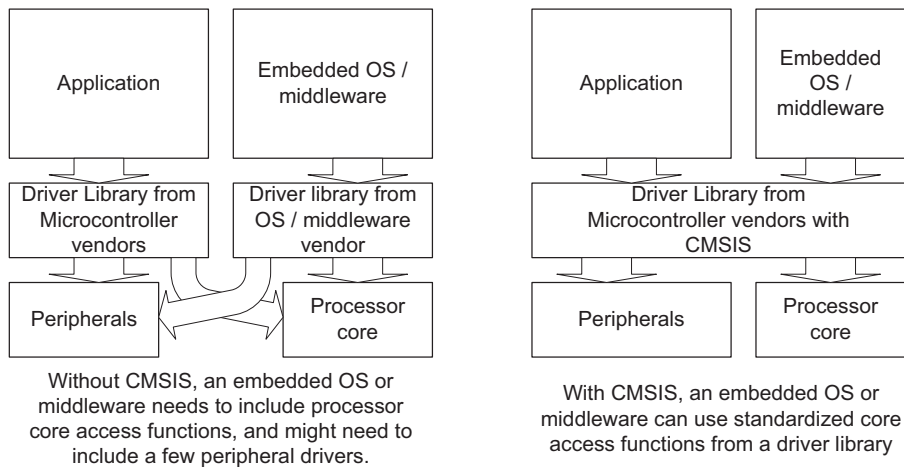 Application
Embedded OS /
middleware
Driver Library from
Microcontroller
vendors
Driver library from
OS / middleware
vendor
Peripherals
Processor
core
Without CMSIS, an embedded OS or
middleware needs to include processor
core access functions, and might need to
include a few peripheral drivers.
Application
Embedded
OS /
middleware
Driver Library from
Microcontroller vendors with
CMSIS
Peripherals
Processor
core
With CMSIS, an embedded OS or
middleware can use standardized core
access functions from a driver library